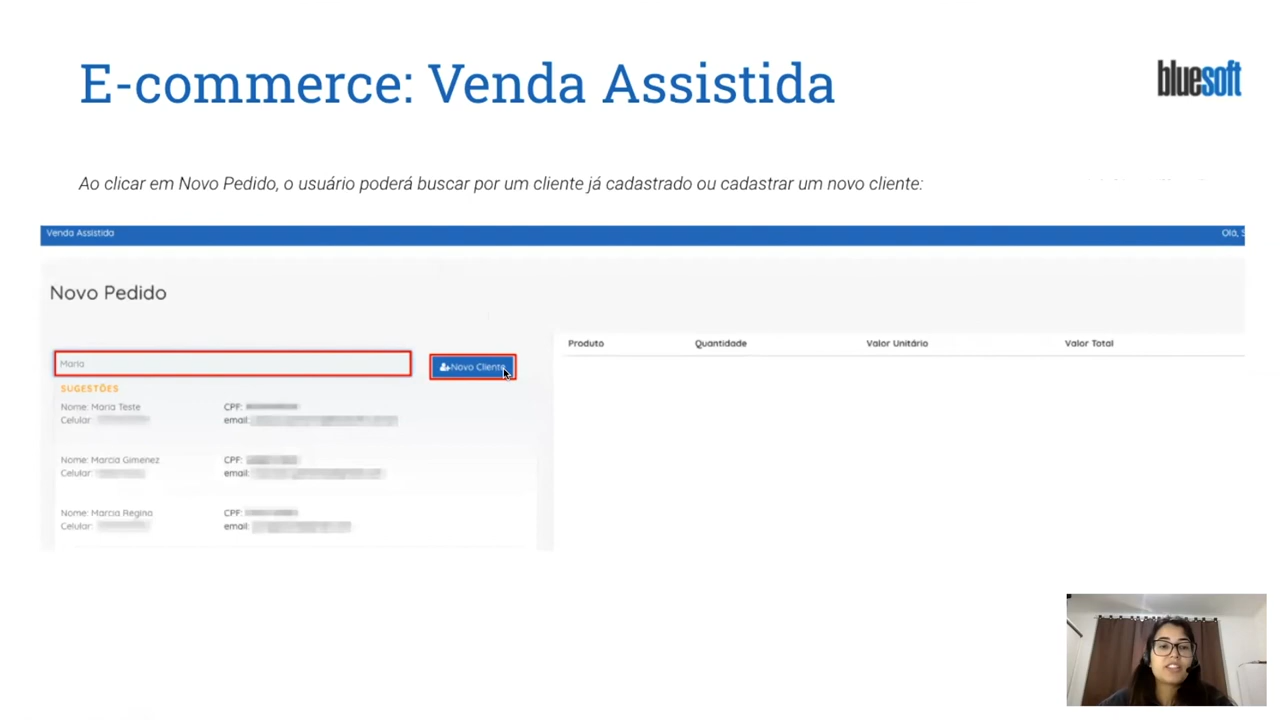 E-commerce: Venda Assistida
bluesoft
Ao clicar em Novo Pedido, o usuário poderá buscar por um cliente já cadastrado ou cadastrar um novo cliente:
Venda Assistida
Olá, S
Novo Pedido
Maria
Novo Cliente
Produto Quantidade Valor Unitário Valor Total
SUGESTÕES
Nome: Maria Teste CPF:
Celular: email:
Nome: Marcia Gimenez CPF:
Celular: email:
Nome: Marcia Regina CPF:
Celular: email: